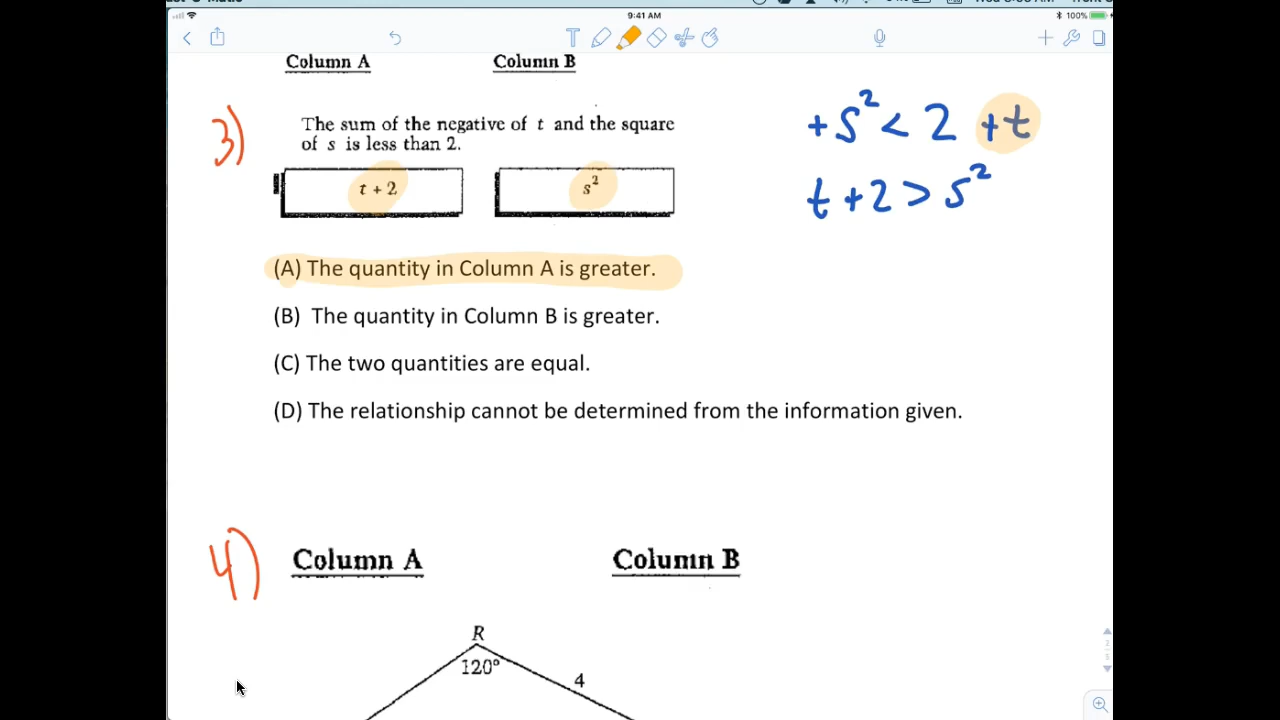 9:41 AM
100%
Column A Column B
3) The sum of the negative of t and the square
of s is less than 2.
t + 2 s²
+s² < 2 +t
t + 2 > s²
(A) The quantity in Column A is greater.
(B) The quantity in Column B is greater.
(C) The two quantities are equal.
(D) The relationship cannot be determined from the information given.
4) Column A Column B
R
120°
4